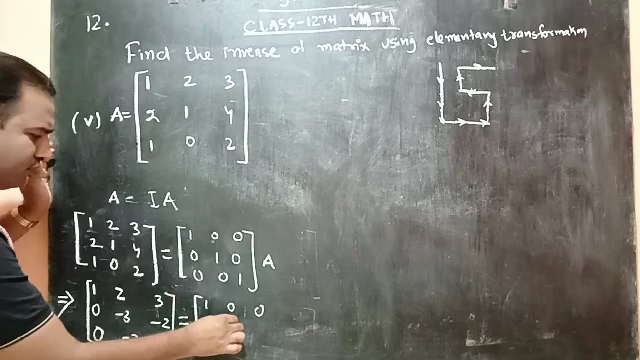 12.
CLASS-12TH MATH
Find the inverse of matrix using elementary transformation
(v) A = [1 2 3
2 1 4
1 0 2]
A = IA
[1 2 3
2 1 4
1 0 2] = [1 0 0
0 1 0
0 0 1] A
⇒ [1 2 3
0 -3 -2
0 -2 = [1 0 0